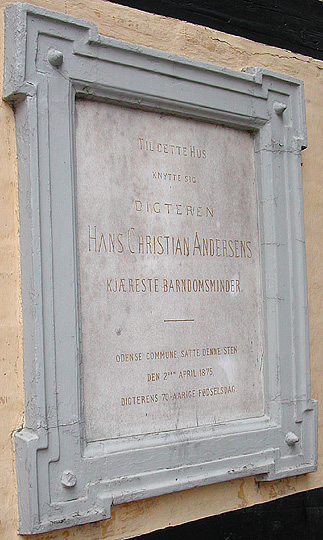 TIL DETTE HUS
KNYTTE SIG
DIGTEREN
HANS CHRISTIAN ANDERSENS
KJÆRESTE BARNDOMSMINDER.
ODENSE COMMUNE SATTE DENNE STEN
DEN 2DEN APRIL 1875
DIGTERENS 70-AARIGE FØDSELSDAG.